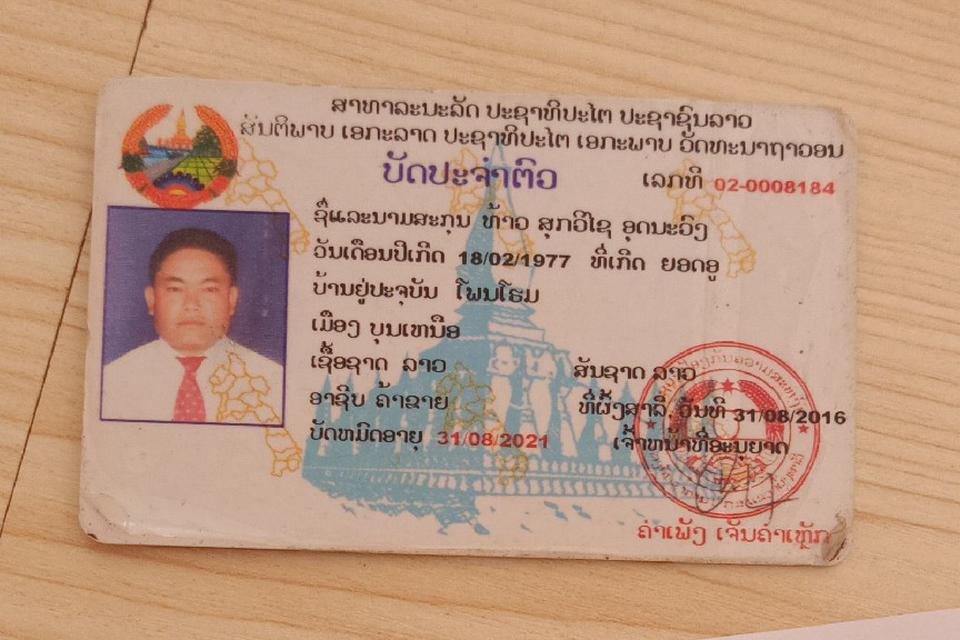 ສາທາລະນະລັດ ປະຊາທິປະໄຕ ປະຊາຊົນລາວ
ສັນຕິພາບ ເອກະລາດ ປະຊາທິປະໄຕ ເອກະພາບ ວັດທະນາຖາວອນ
ບັດປະຈຳຕົວ
ເລກທີ 02-0008184
ຊື່ແລະນາມສະກຸນ ທ້າວ ສຸກວິໄຊ ອຸດນະວົງ
ວັນເດືອນປີເກີດ 18/02/1977 ທີ່ເກີດ ຍອດອູ
ບ້ານຢູ່ປະຈຸບັນ ໂພນໂຮມ
ເມືອງ ບຸນເຫນືອ
ເຊື້ອຊາດ ລາວ ສັນຊາດ ລາວ
ອາຊີບ ຄ້າຂາຍ ທີ່ຜົ້ງສາລີ, ວັນທີ 31/08/2016
ບັດຫມົດອາຍຸ 31/08/2021 ເຈົ້າຫນ້າທີ່ອະນຸຍາດ
ຄຳເພັງ ເຈັນຄຳເຫຼັກ